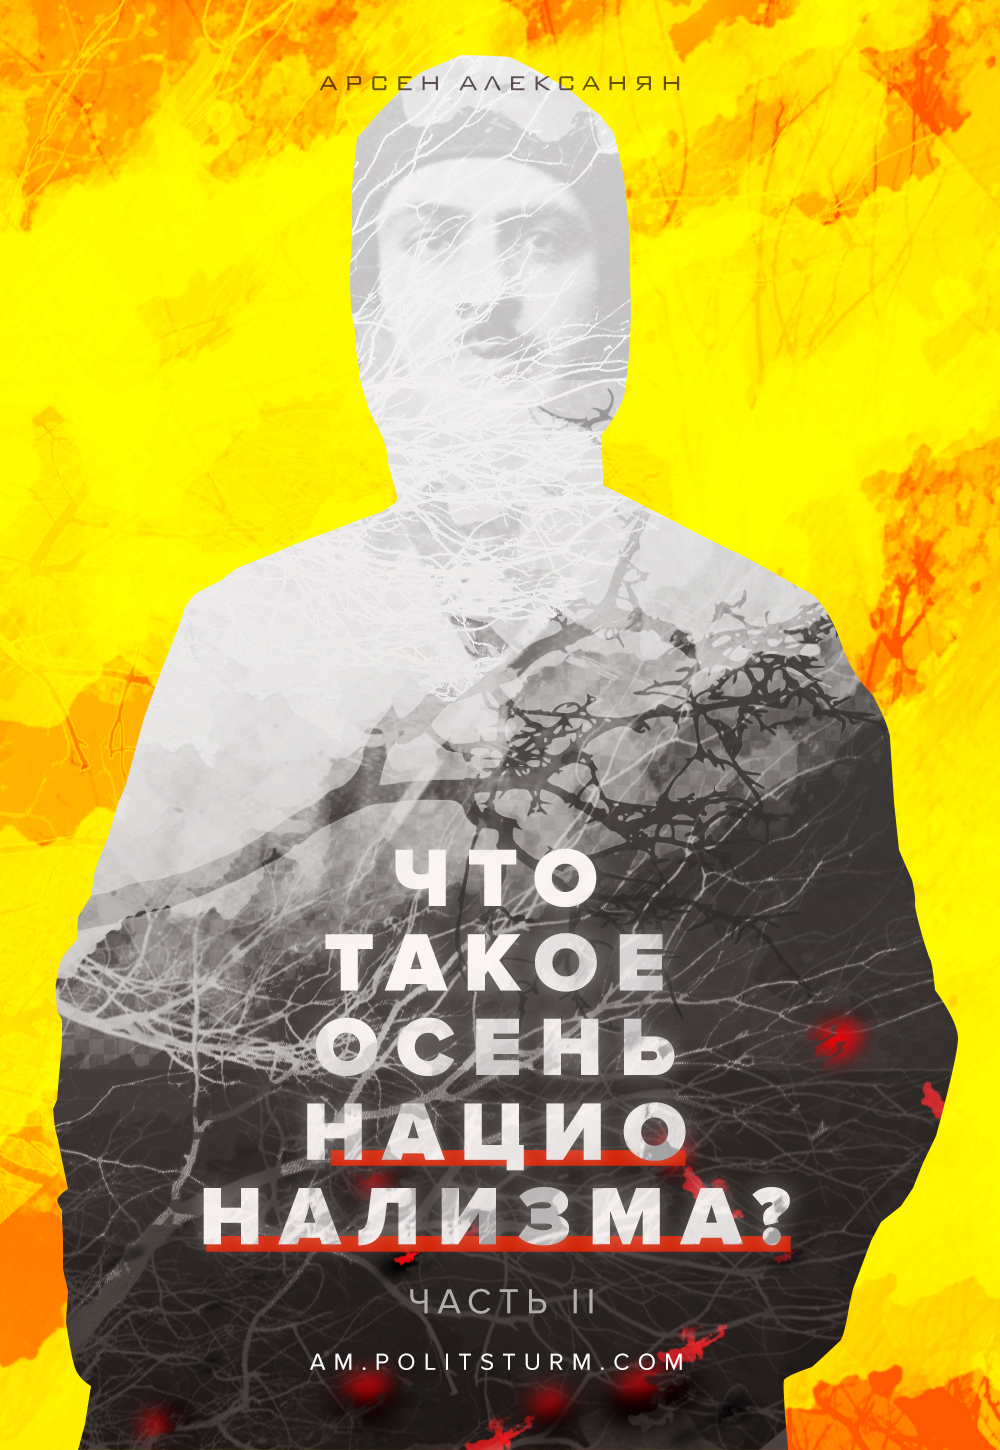 АРСЕН АЛЕКСАНЯН
ЧТО
ТАКОЕ
ОСЕНЬ
НАЦИО
НАЛИЗМА?
ЧАСТЬ II
AM.POLITSTURM.COM